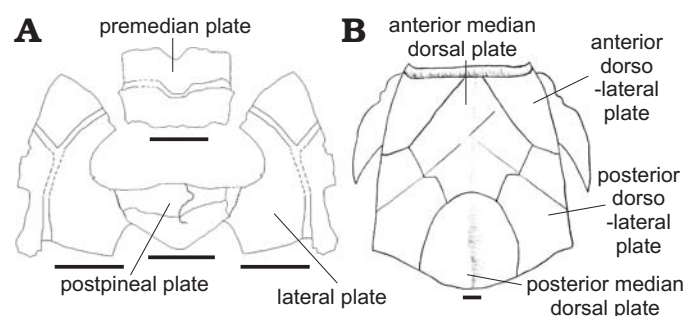 A
premedian plate
postpineal plate
lateral plate
B
anterior median
dorsal plate
anterior
dorso
-lateral
plate
posterior
dorso
-lateral
plate
posterior median
dorsal plate